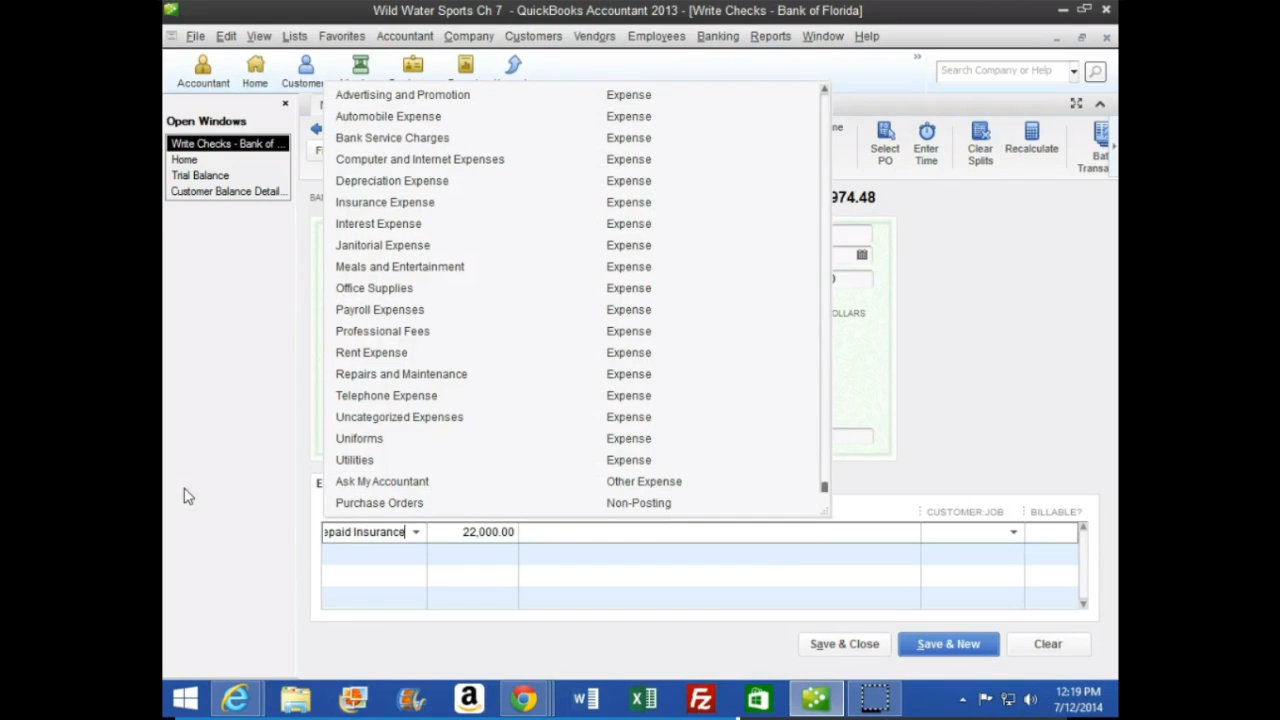 Wild Water Sports Ch 7 - QuickBooks Accountant 2013 - [Write Checks - Bank of Florida]
File Edit View Lists Favorites Accountant Company Customers Vendors Employees Banking Reports Window Help
Accountant Home Custome
Search Company or Help
Open Windows
Write Checks - Bank of ...
Home
Trial Balance
Customer Balance Detail...
Select PO
Enter Time
Clear Splits
Recalculate
Bat
Transa
974.48
OLLARS
Advertising and Promotion Expense
Automobile Expense Expense
Bank Service Charges Expense
Computer and Internet Expenses Expense
Depreciation Expense Expense
Insurance Expense Expense
Interest Expense Expense
Janitorial Expense Expense
Meals and Entertainment Expense
Office Supplies Expense
Payroll Expenses Expense
Professional Fees Expense
Rent Expense Expense
Repairs and Maintenance Expense
Telephone Expense Expense
Uncategorized Expenses Expense
Uniforms Expense
Utilities Expense
Ask My Accountant Other Expense
Purchase Orders Non-Posting
CUSTOMER:JOB BILLABLE?
epaid Insurance 22,000.00
Save & Close Save & New Clear
12:19 PM
7/12/2014